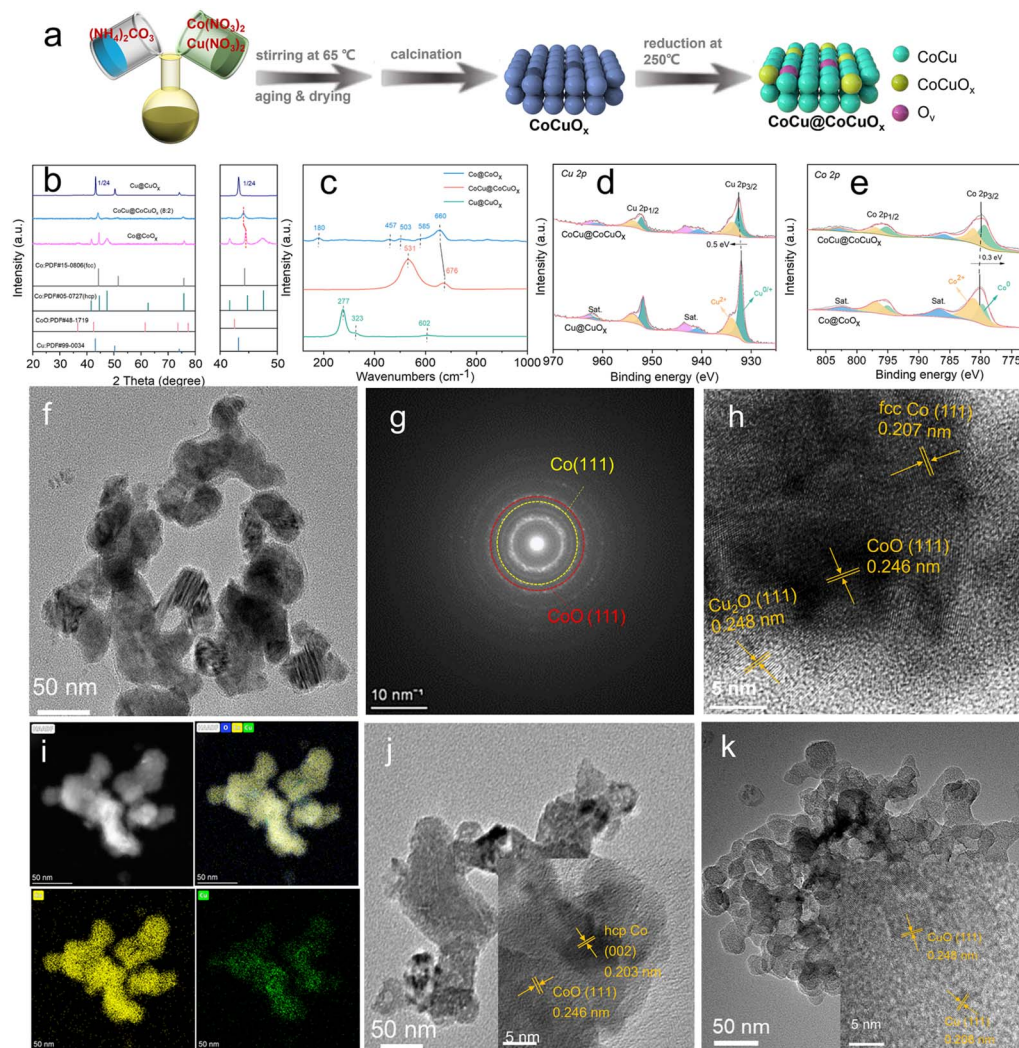 a
(NH₄)₂CO₃
Co(NO₃)₂
Cu(NO₃)₂
stirring at 65 ℃
aging & drying
calcination
CoCuOₓ
reduction at
250℃
CoCu@CoCuOₓ
CoCu
CoCuOₓ
Oᵥ
b
Intensity (a.u.)
1/24
Cu@CuOₓ
CoCu@CoCuOₓ (8:2)
Co@CoOₓ
Co:PDF#15-0806(fcc)
Co:PDF#05-0727(hcp)
CoO:PDF#48-1719
Cu:PDF#99-0034
20 30 40 50 60 70 80
2 Theta (degree)
1/24
40 50
c
Intensity (a.u.)
Co@CoOₓ
CoCu@CoCuOₓ
Cu@CuOₓ
180
457
503
585
660
531
676
277
323
602
200 400 600 800 1000
Wavenumbers (cm⁻¹)
d
Intensity (a.u.)
Cu 2p
Cu 2p₃/₂
Cu 2p₁/₂
CoCu@CoCuOₓ
0.5 eV
Cu²⁺
Cu⁰/⁺
Sat.
Sat.
Cu@CuOₓ
970 960 950 940 930
Binding energy (eV)
e
Intensity (a.u.)
Co 2p
Co 2p₃/₂
Co 2p₁/₂
CoCu@CoCuOₓ
0.3 eV
Co⁰
Sat.
Sat.
Co@CoOₓ
805 795 785 775
Binding energy (eV)
f
50 nm
g
Co(111)
CoO (111)
10 nm⁻¹
h
fcc Co (111)
0.207 nm
CoO (111)
0.246 nm
Cu₂O (111)
0.248 nm
5 nm
i
HAADF
50 nm
HAADF O Cu
50 nm
50 nm
Cu
50 nm
j
hcp Co
(002)
0.203 nm
CoO (111)
0.246 nm
50 nm
5 nm
k
CuO (111)
Cu (111)
50 nm
5 nm